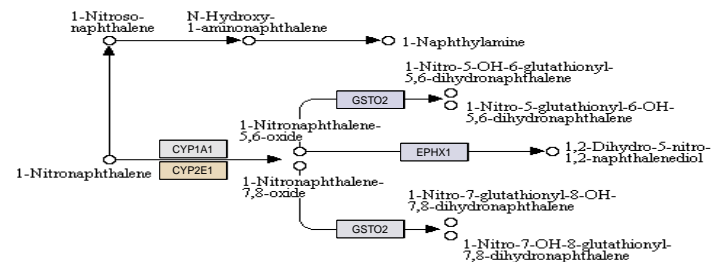 1-Nitroso-
naphthalene
N-Hydroxy-
1-aminonaphthalene
1-Naphthylamine
1-Nitro-5-OH-6-glutathionyl-
5,6-dihydronaphthalene
GSTO2
1-Nitro-5-glutathionyl-6-OH-
5,6-dihydronaphthalene
1-Nitronaphthalene-
5,6-oxide
CYP1A1
EPHX1
1,2-Dihydro-5-nitro-
1,2-naphthalenediol
1-Nitronaphthalene
CYP2E1
1-Nitronaphthalene-
7,8-oxide
1-Nitro-7-glutathionyl-8-OH-
7,8-dihydronaphthalene
GSTO2
1-Nitro-7-OH-8-glutathionyl-
7,8-dihydronaphthalene